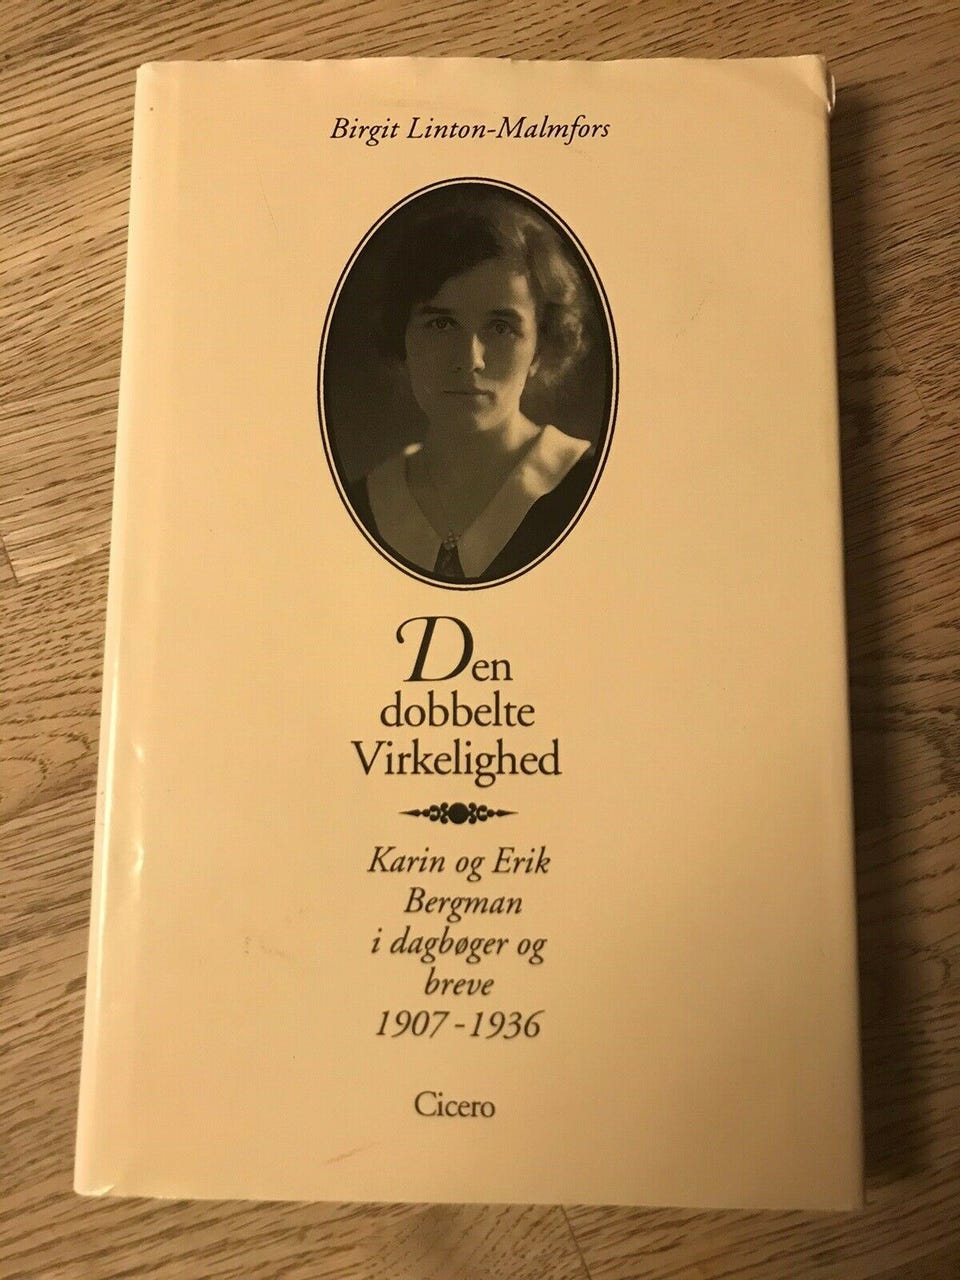 Birgit Linton-Malmfors
Den
dobbelte
Virkelighed
Karin og Erik
Bergman
i dagbøger og
breve
1907-1936
Cicero